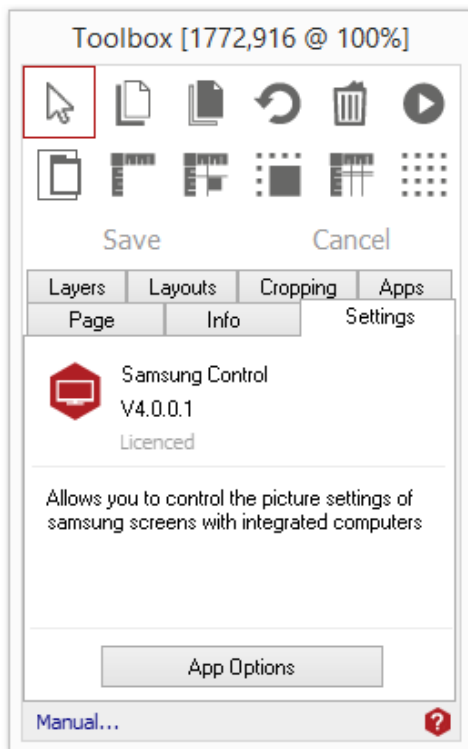 Toolbox [1772,916 @ 100%]
Save Cancel
Layers Layouts Cropping Apps
Page Info Settings
Samsung Control
V4.0.0.1
Licenced
Allows you to control the picture settings of
samsung screens with integrated computers
App Options
Manual... ?